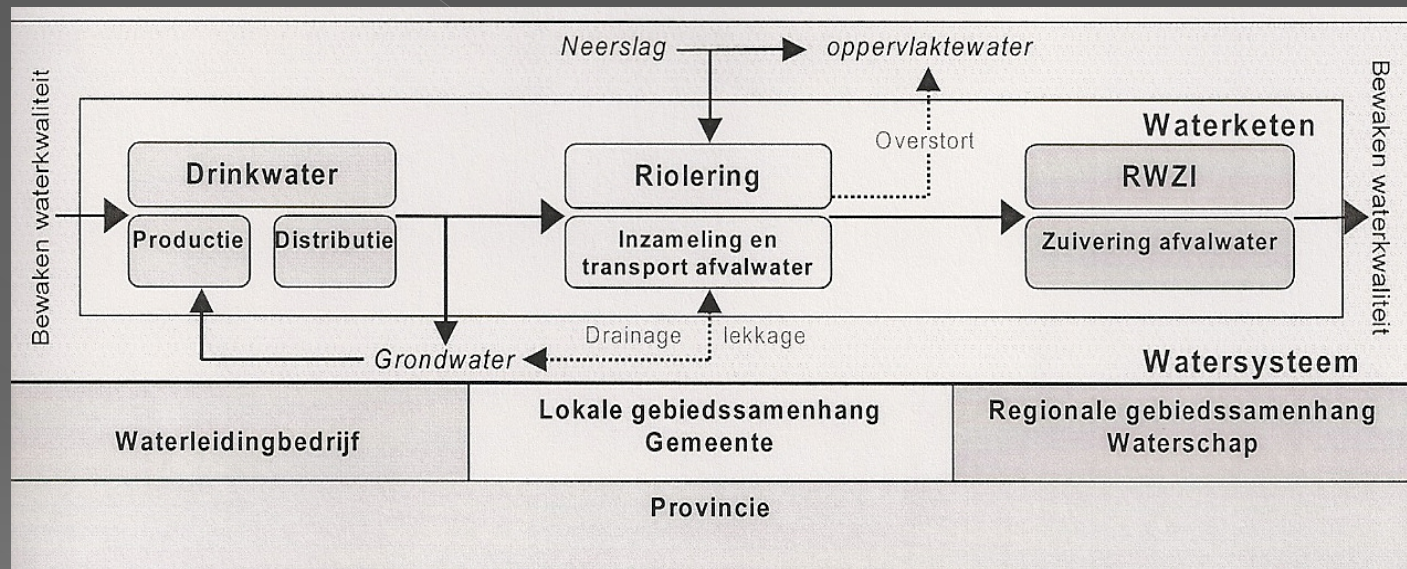 Neerslag
oppervlaktewater
Bewaken waterkwaliteit
Bewaken waterkwaliteit
Waterketen
Overstort
Drinkwater
Riolering
RWZI
Productie
Distributie
Inzameling en
transport afvalwater
Zuivering afvalwater
Drainage
lekkage
Grondwater
Watersysteem
Waterleidingbedrijf
Lokale gebiedssamenhang
Gemeente
Regionale gebiedssamenhang
Waterschap
Provincie